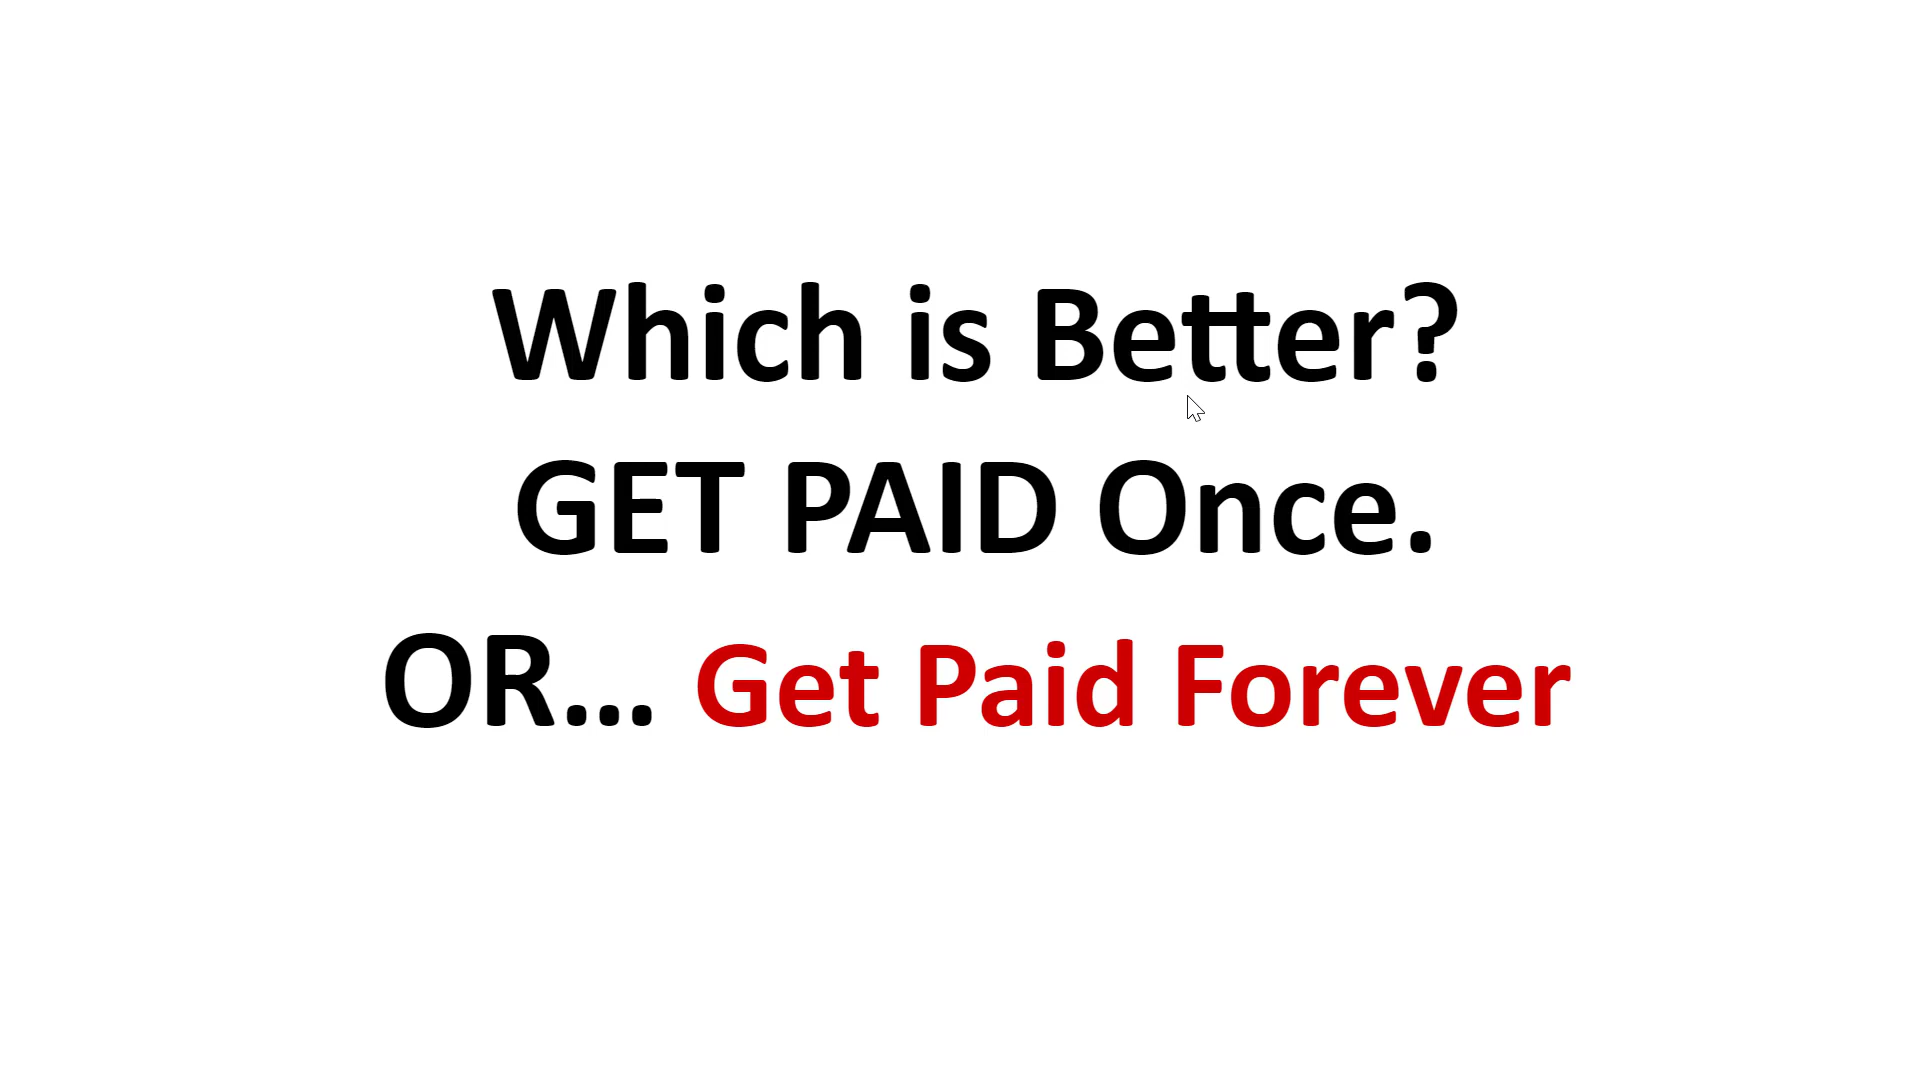 Which is Better?
GET PAID Once.
OR... Get Paid Forever